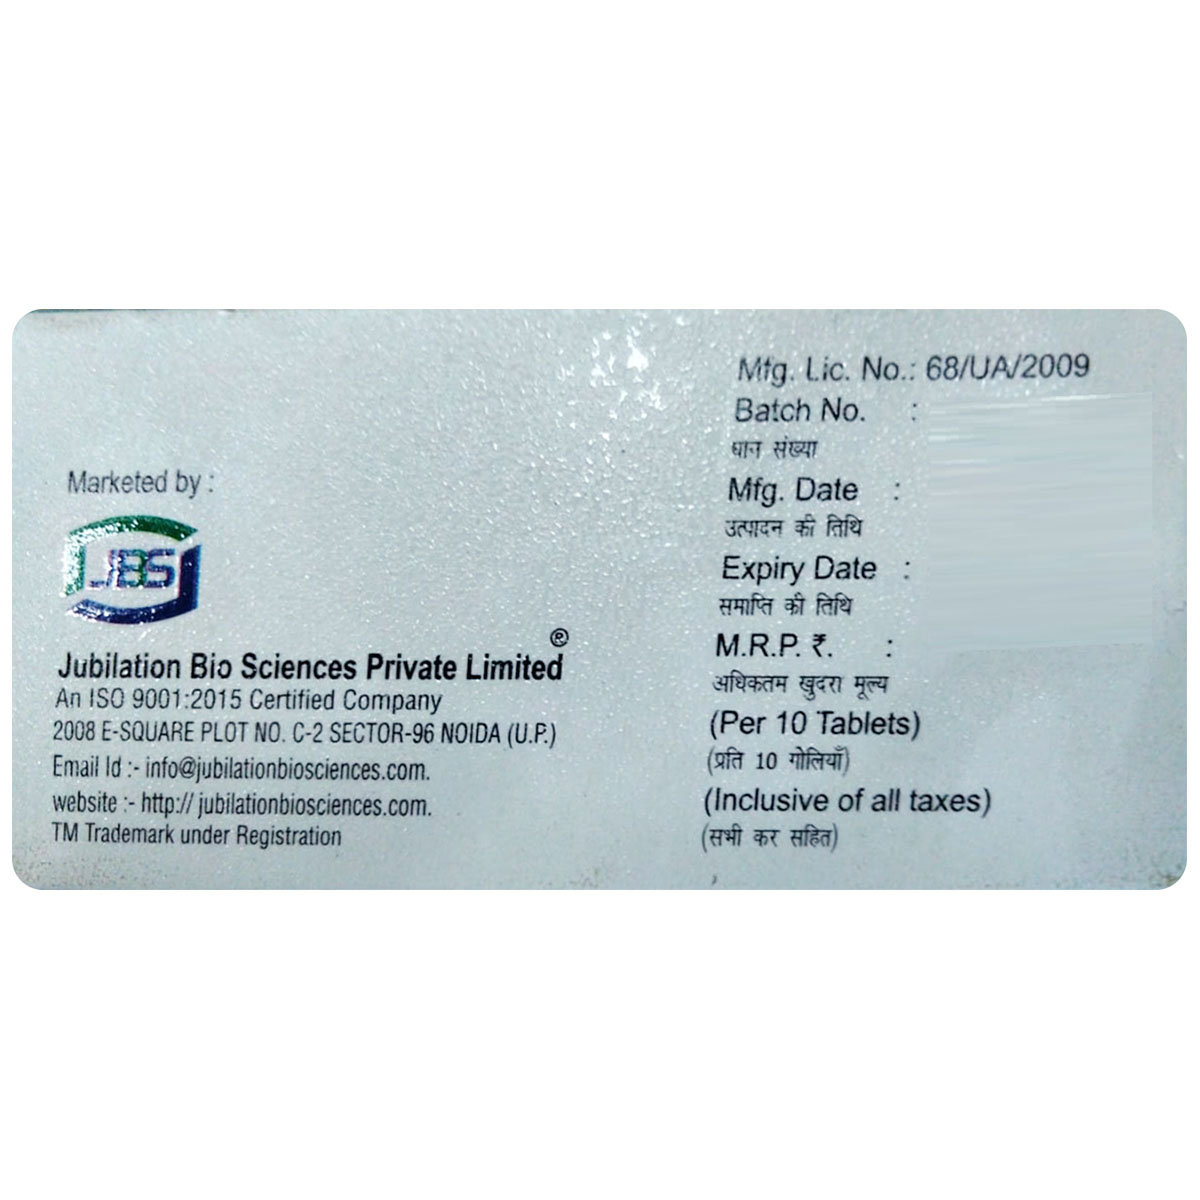 Marketed by :
JBS
Jubilation Bio Sciences Private Limited®
An ISO 9001:2015 Certified Company
2008 E-SQUARE PLOT NO. C-2 SECTOR-96 NOIDA (U.P.)
Email Id :- info@jubilationbiosciences.com.
website :- http:// jubilationbiosciences.com.
TM Trademark under Registration
Mfg. Lic. No.: 68/UA/2009
Batch No. :
घान संख्या
Mfg. Date :
उत्पादन की तिथि
Expiry Date :
समाप्ति की तिथि
M.R.P. ₹. :
अधिकतम खुदरा मूल्य
(Per 10 Tablets)
(प्रति 10 गोलियाँ)
(Inclusive of all taxes)
(सभी कर सहित)